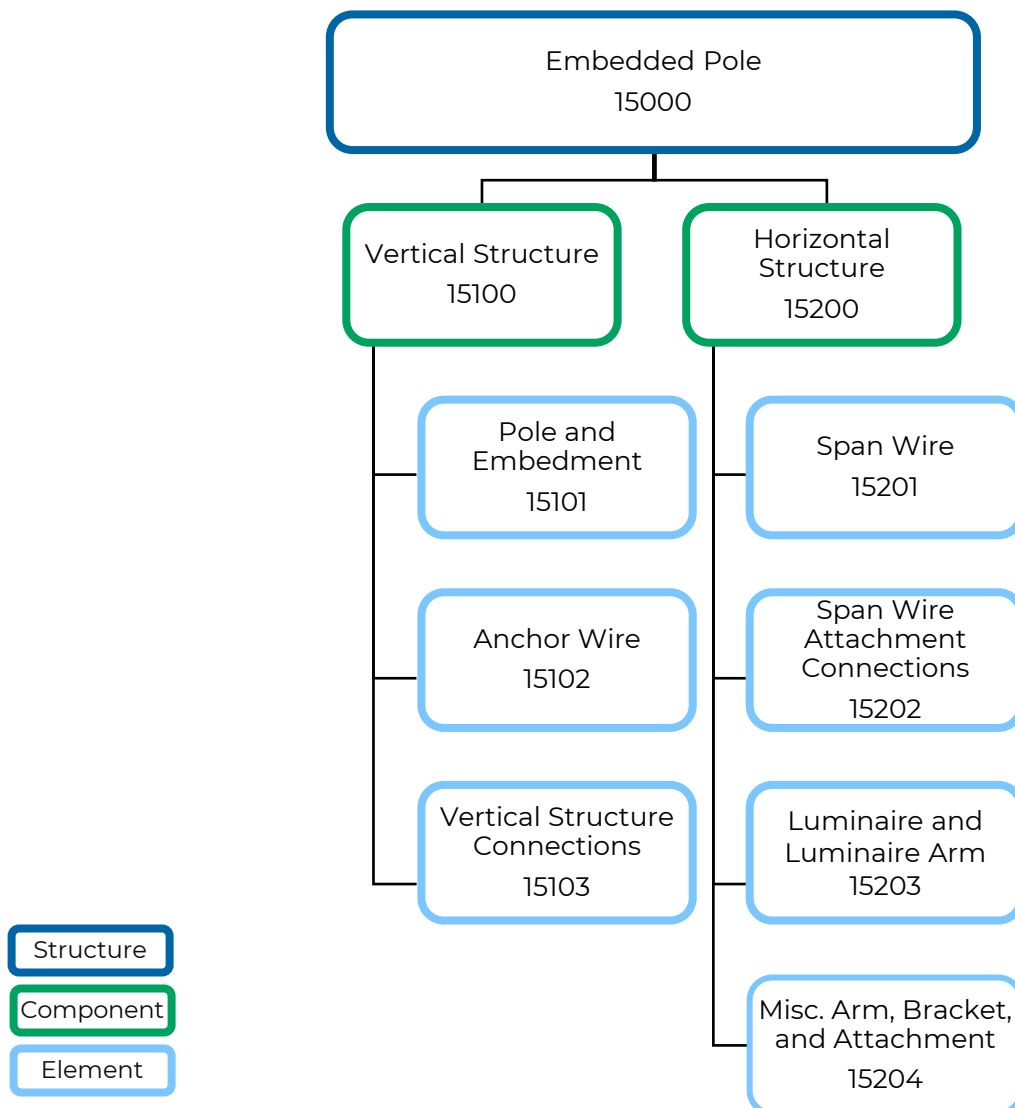 Embedded Pole
15000
Vertical Structure
15100
Horizontal
Structure
15200
Pole and
Embedment
15101
Anchor Wire
15102
Vertical Structure
Connections
15103
Span Wire
15201
Span Wire
Attachment
Connections
15202
Luminaire and
Luminaire Arm
15203
Misc. Arm, Bracket,
and Attachment
15204
Structure
Component
Element